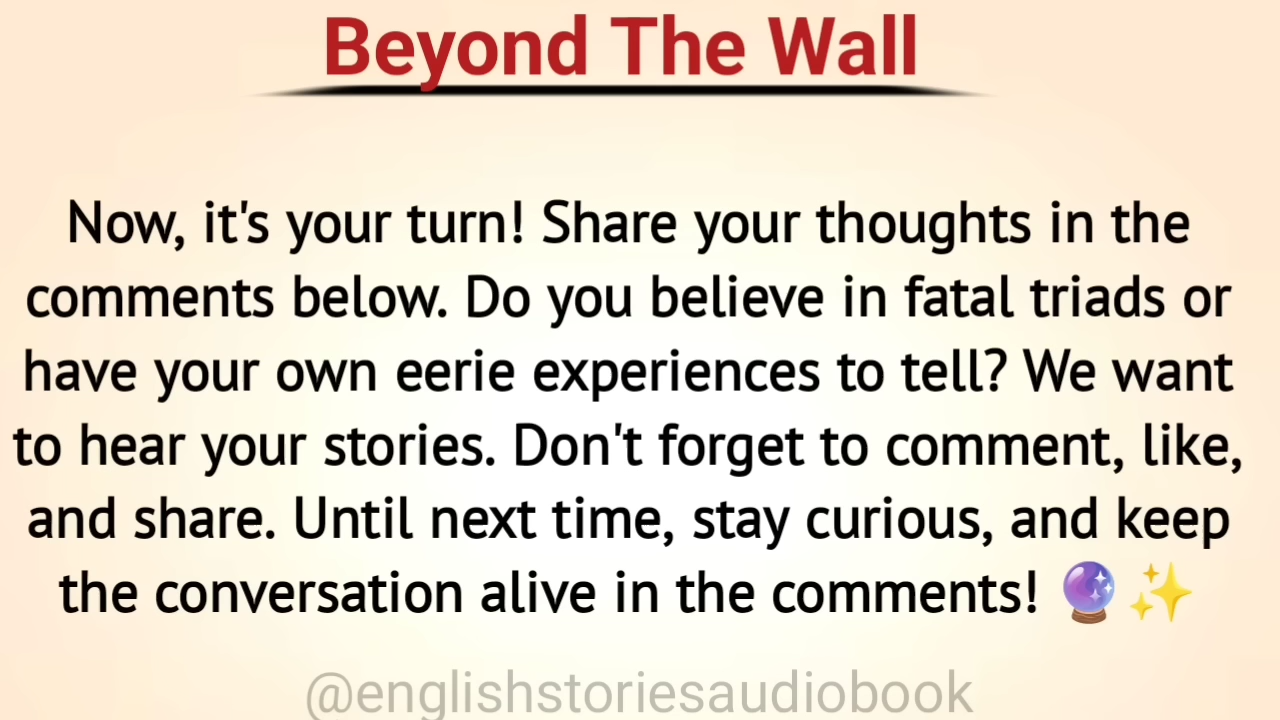 Beyond The Wall
Now, it's your turn! Share your thoughts in the
comments below. Do you believe in fatal triads or
have your own eerie experiences to tell? We want
to hear your stories. Don't forget to comment, like,
and share. Until next time, stay curious, and keep
the conversation alive in the comments! 🔮✨
@englishstoriesaudiobook